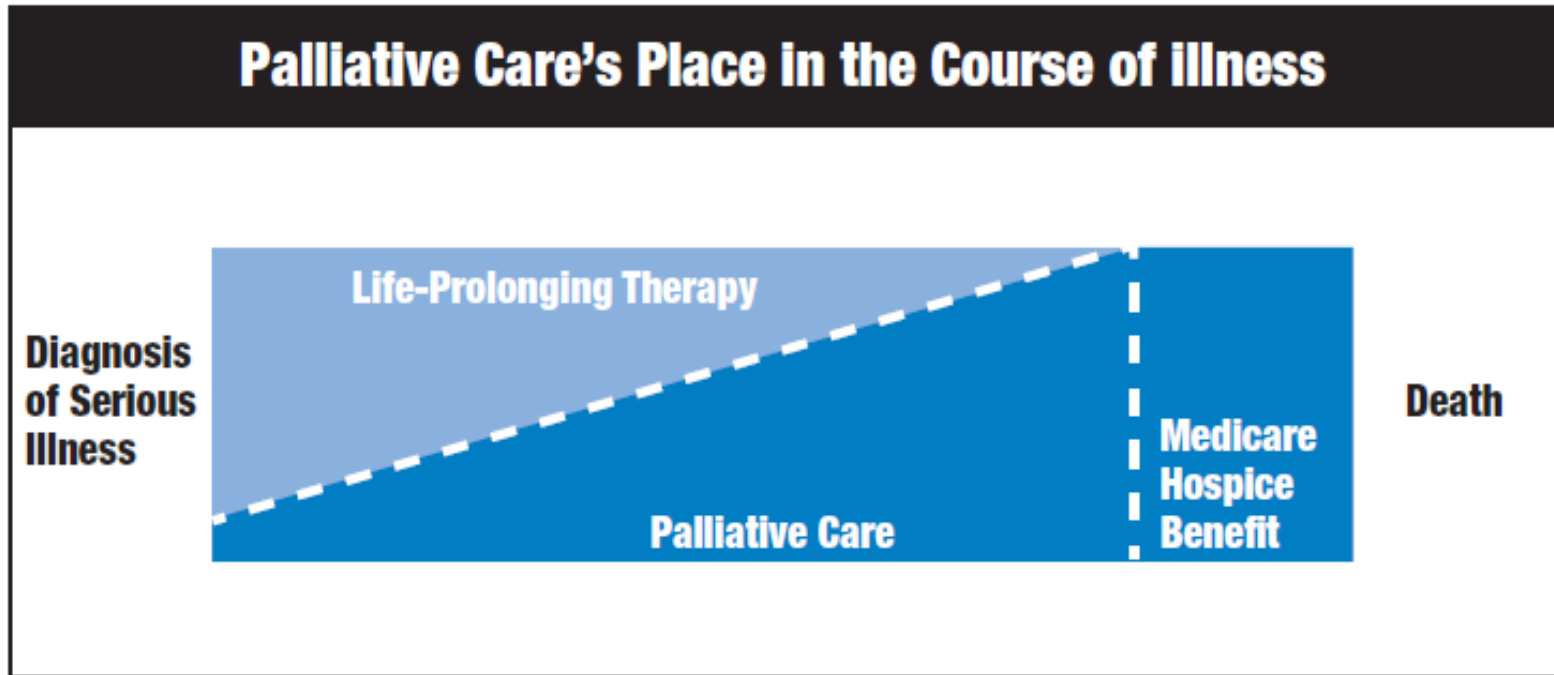 Palliative Care's Place in the Course of illness
Life-Prolonging Therapy
Diagnosis
of Serious
Illness
Palliative Care
Medicare
Hospice
Benefit
Death